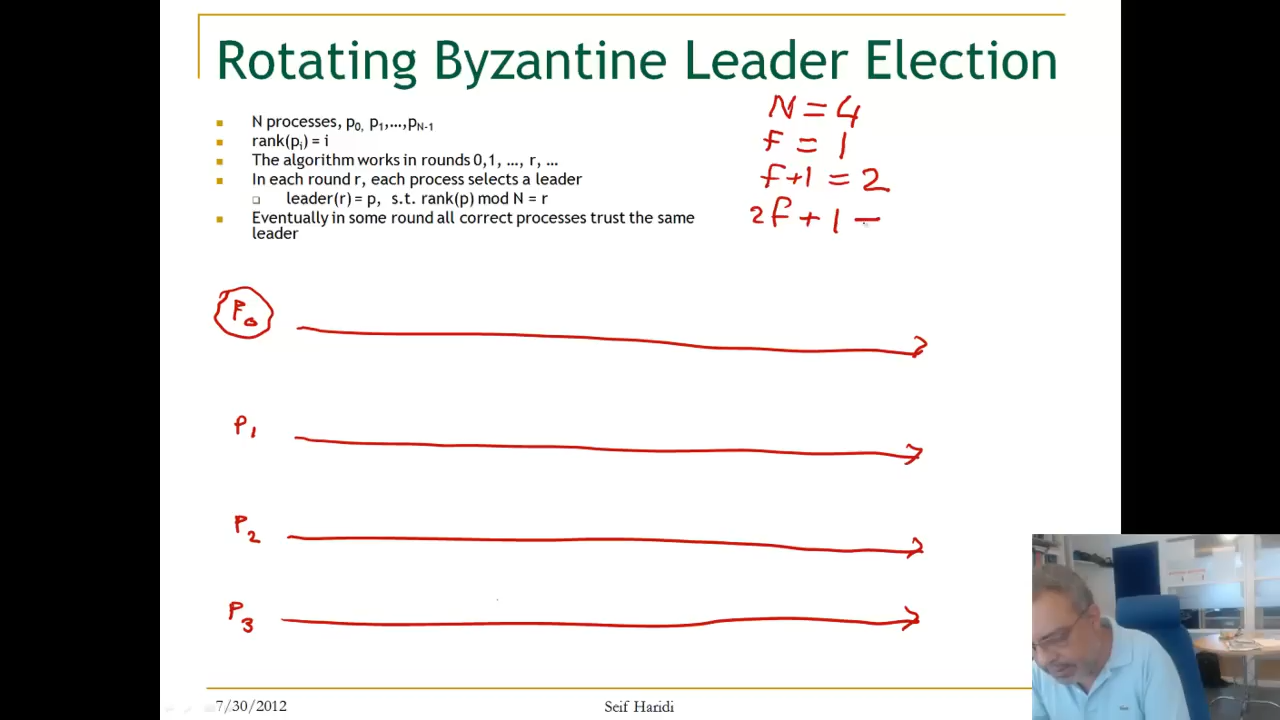 Rotating Byzantine Leader Election
N processes, p0, p1,...,pN-1
rank(pi) = i
The algorithm works in rounds 0,1, ..., r, ...
In each round r, each process selects a leader
leader(r) = p, s.t. rank(p) mod N = r
Eventually in some round all correct processes trust the same
leader
N = 4
f = 1
f+1 = 2
2f + 1 -
P0
P1
P2
P3
7/30/2012
Seif Haridi